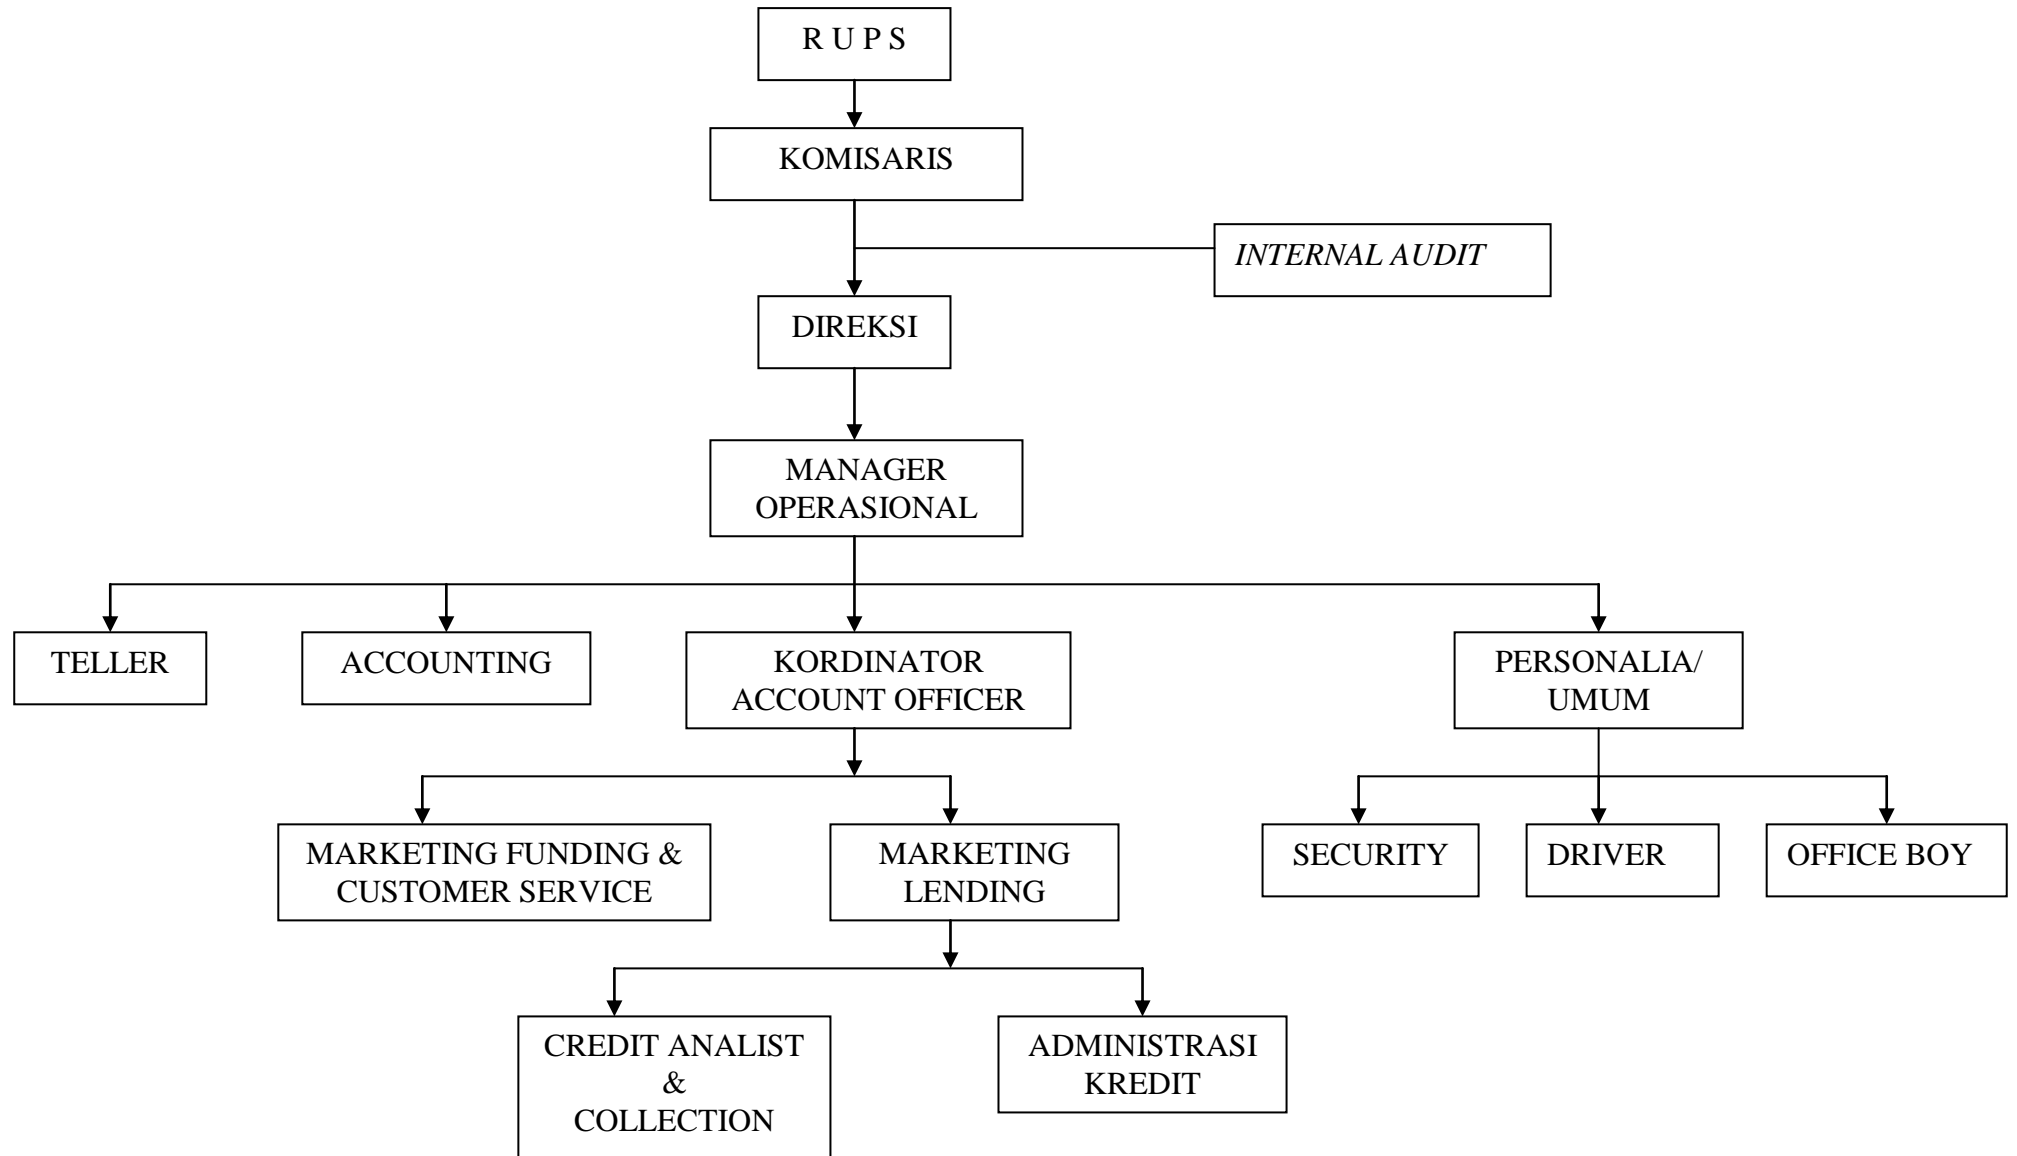 R U P S
KOMISARIS
INTERNAL AUDIT
DIREKSI
MANAGER
OPERASIONAL
TELLER
ACCOUNTING
KORDINATOR
ACCOUNT OFFICER
PERSONALIA/
UMUM
MARKETING FUNDING &
CUSTOMER SERVICE
MARKETING
LENDING
SECURITY
DRIVER
OFFICE BOY
CREDIT ANALIST
&
COLLECTION
ADMINISTRASI
KREDIT